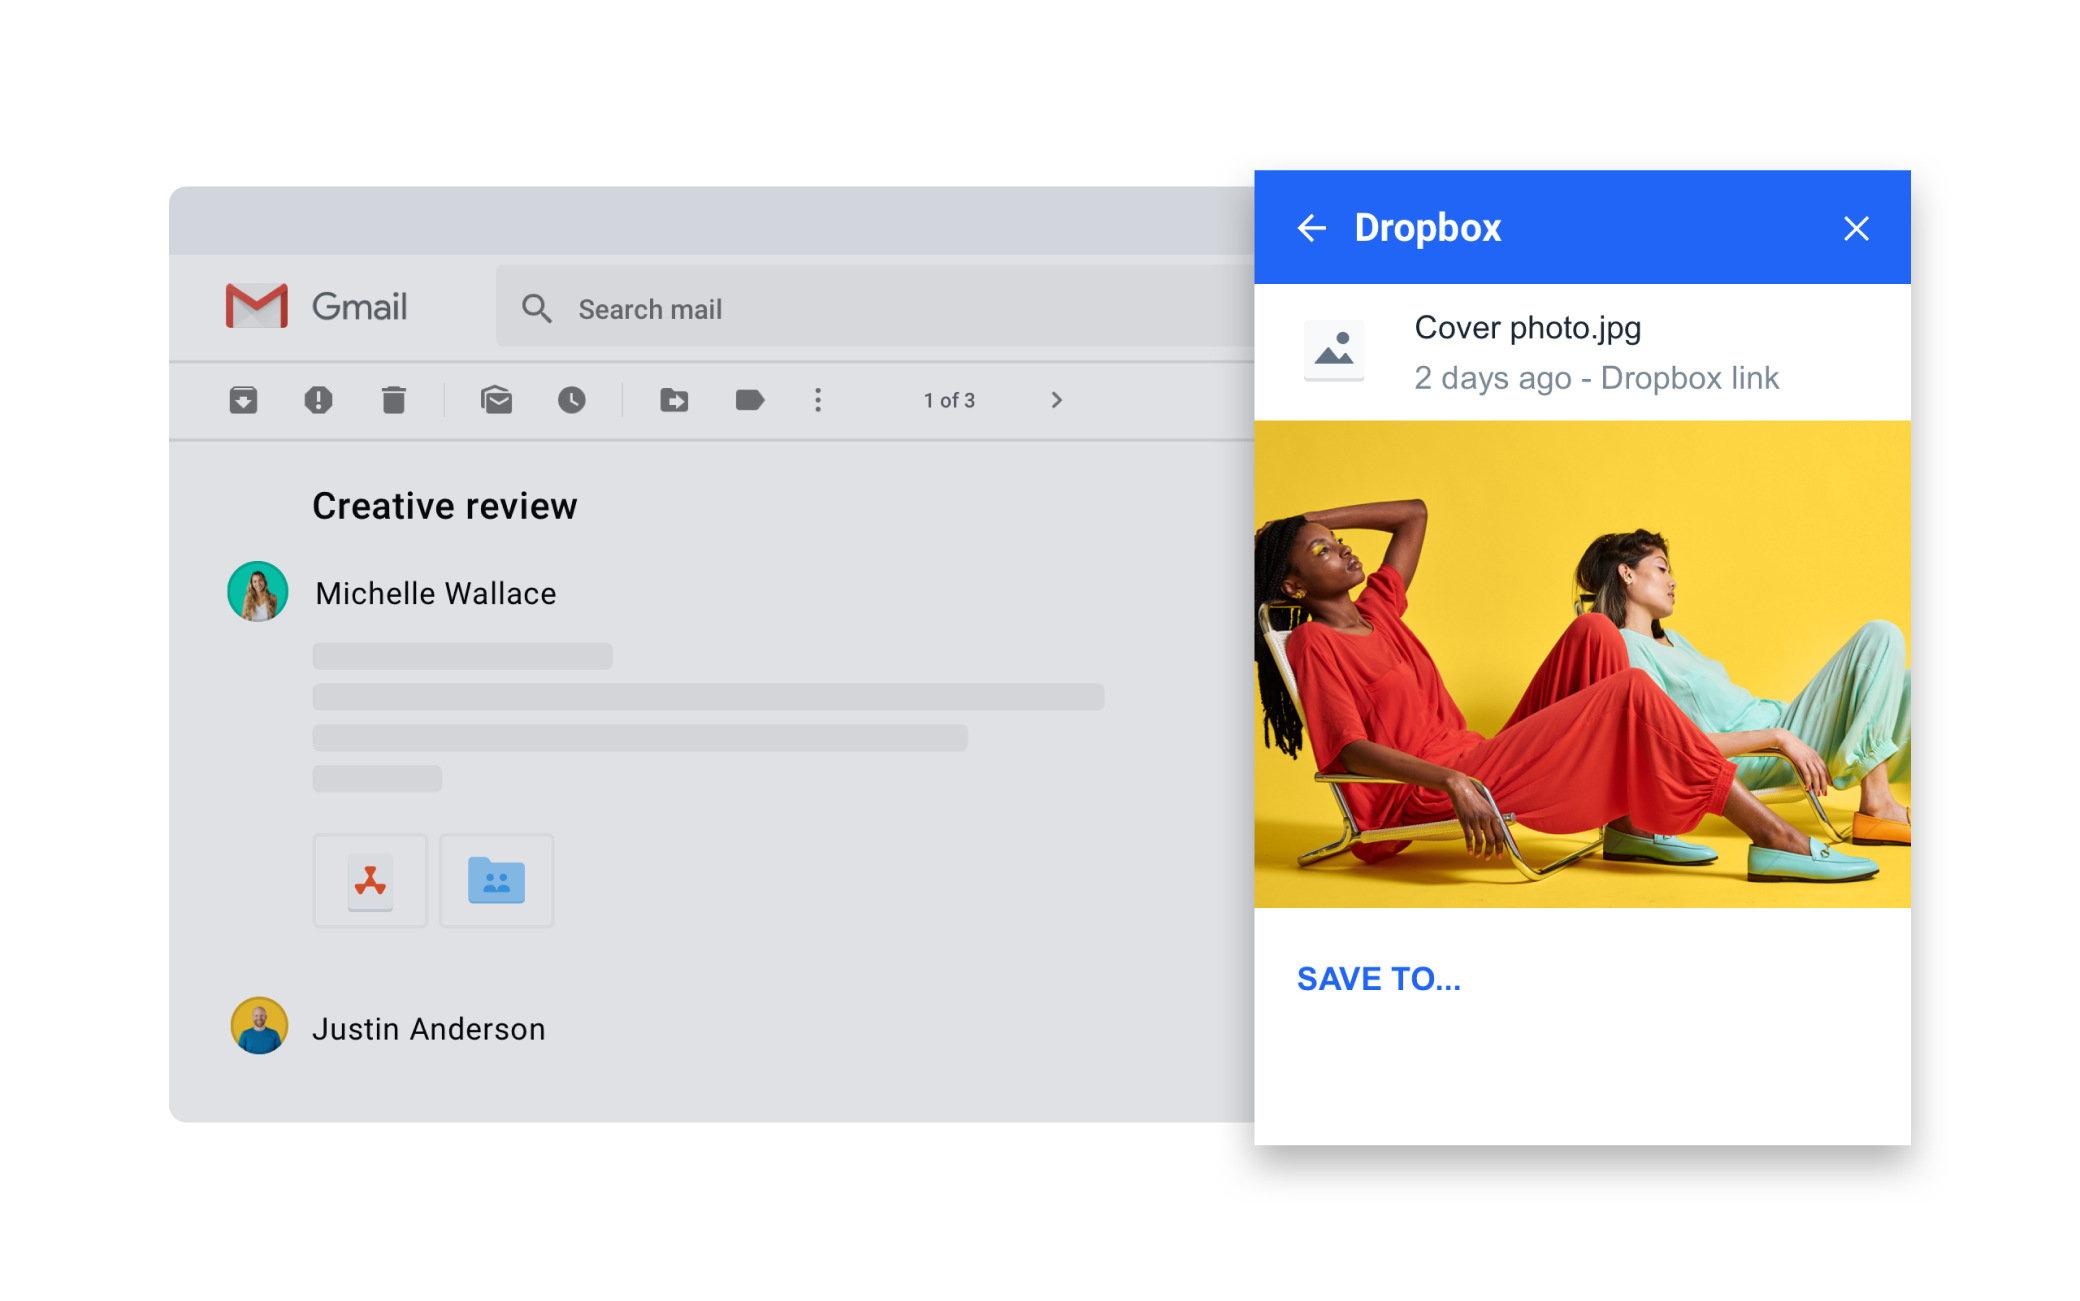 Gmail
Search mail
1 of 3
Creative review
Michelle Wallace
Justin Anderson
Dropbox
Cover photo.jpg
2 days ago - Dropbox link
SAVE TO...